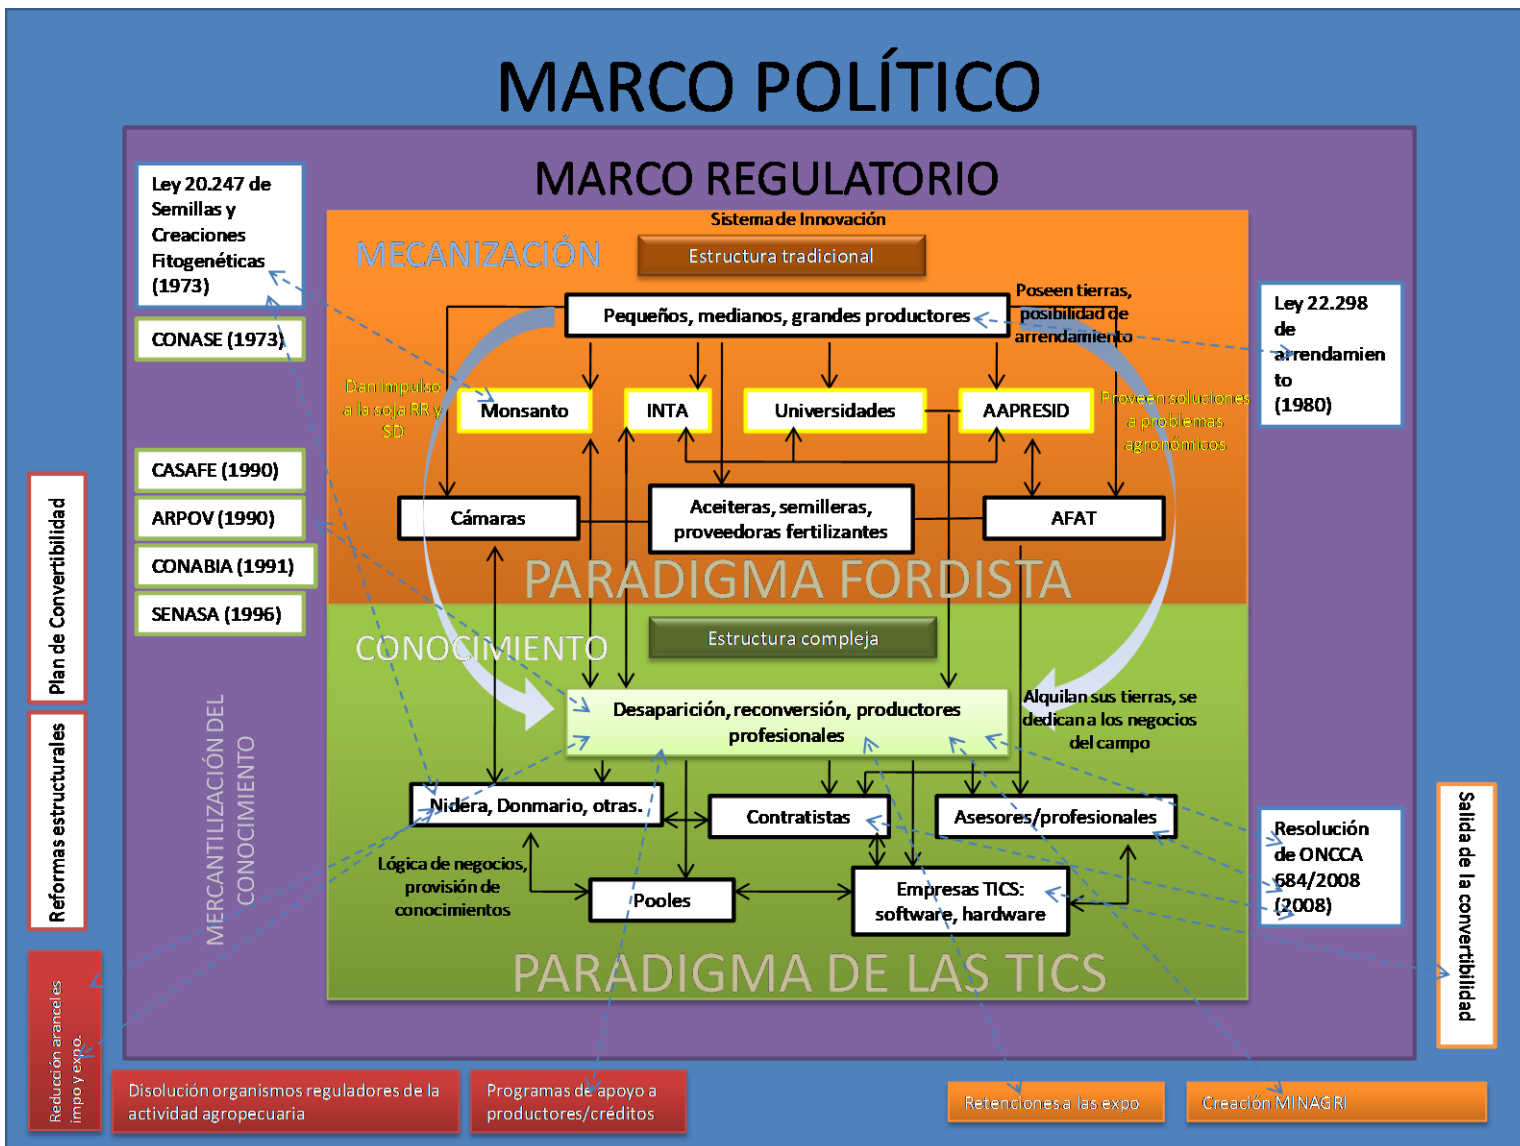 MARCO POLÍTICO
MARCO REGULATORIO
Ley 20.247 de
Semillas y
Creaciones
Fitogenéticas
(1973)
CONASE (1973)
CASAFE (1990)
ARPOV (1990)
CONABIA (1991)
SENASA (1996)
MERCANTILIZACIÓN DEL
CONOCIMIENTO
Plan de Convertibilidad
Reformas estructurales
Reducción aranceles
impo y expo.
Sistema de Innovación
MECANIZACIÓN
Estructura tradicional
Pequeños, medianos, grandes productores
Poseen tierras,
posibilidad de
arrendamiento
Dan impulso
a la soja RR y
SD
Monsanto
INTA
Universidades
AAPRESID
Proveen soluciones
a problemas
agronómicos
Cámaras
Aceiteras, semilleras,
proveedoras fertilizantes
AFAT
PARADIGMA FORDISTA
CONOCIMIENTO
Estructura compleja
Desaparición, reconversión, productores
profesionales
Alquilan sus tierras, se
dedican a los negocios
del campo
Nidera, Donmario, otras.
Contratistas
Asesores/profesionales
Lógica de negocios,
provisión de
conocimientos
Pooles
Empresas TICS:
software, hardware
PARADIGMA DE LAS TICS
Ley 22.298
de
arrendamien
to
(1980)
Resolución
de ONCCA
684/2008
(2008)
Salida de la convertibilidad
Disolución organismos reguladores de la
actividad agropecuaria
Programas de apoyo a
productores/créditos
Retenciones a las expo
Creación MINAGRI